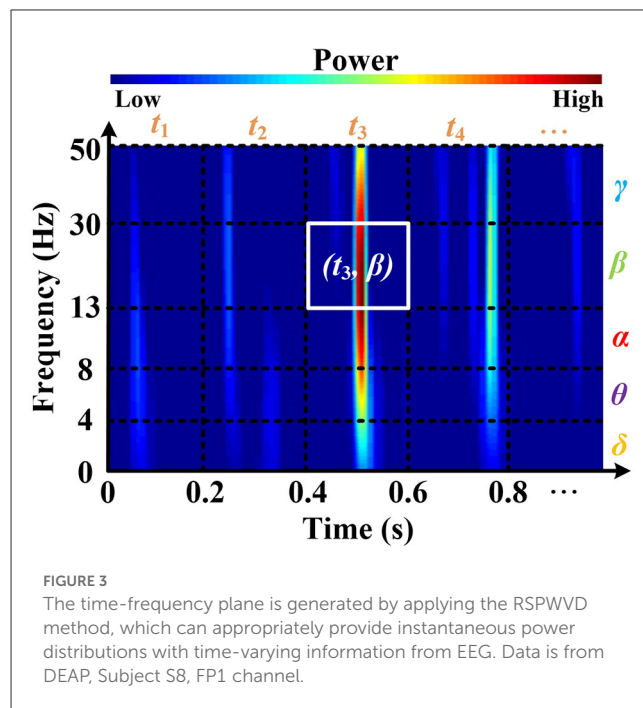 Power
Low High
t1 t2 t3 t4 ...
50
30
13
8
4
0
Frequency (Hz)
γ
β
α
θ
δ
(t3, β)
0 0.2 0.4 0.6 0.8 ...
Time (s)
FIGURE 3
The time-frequency plane is generated by applying the RSPWVD
method, which can appropriately provide instantaneous power
distributions with time-varying information from EEG. Data is from
DEAP, Subject S8, FP1 channel.